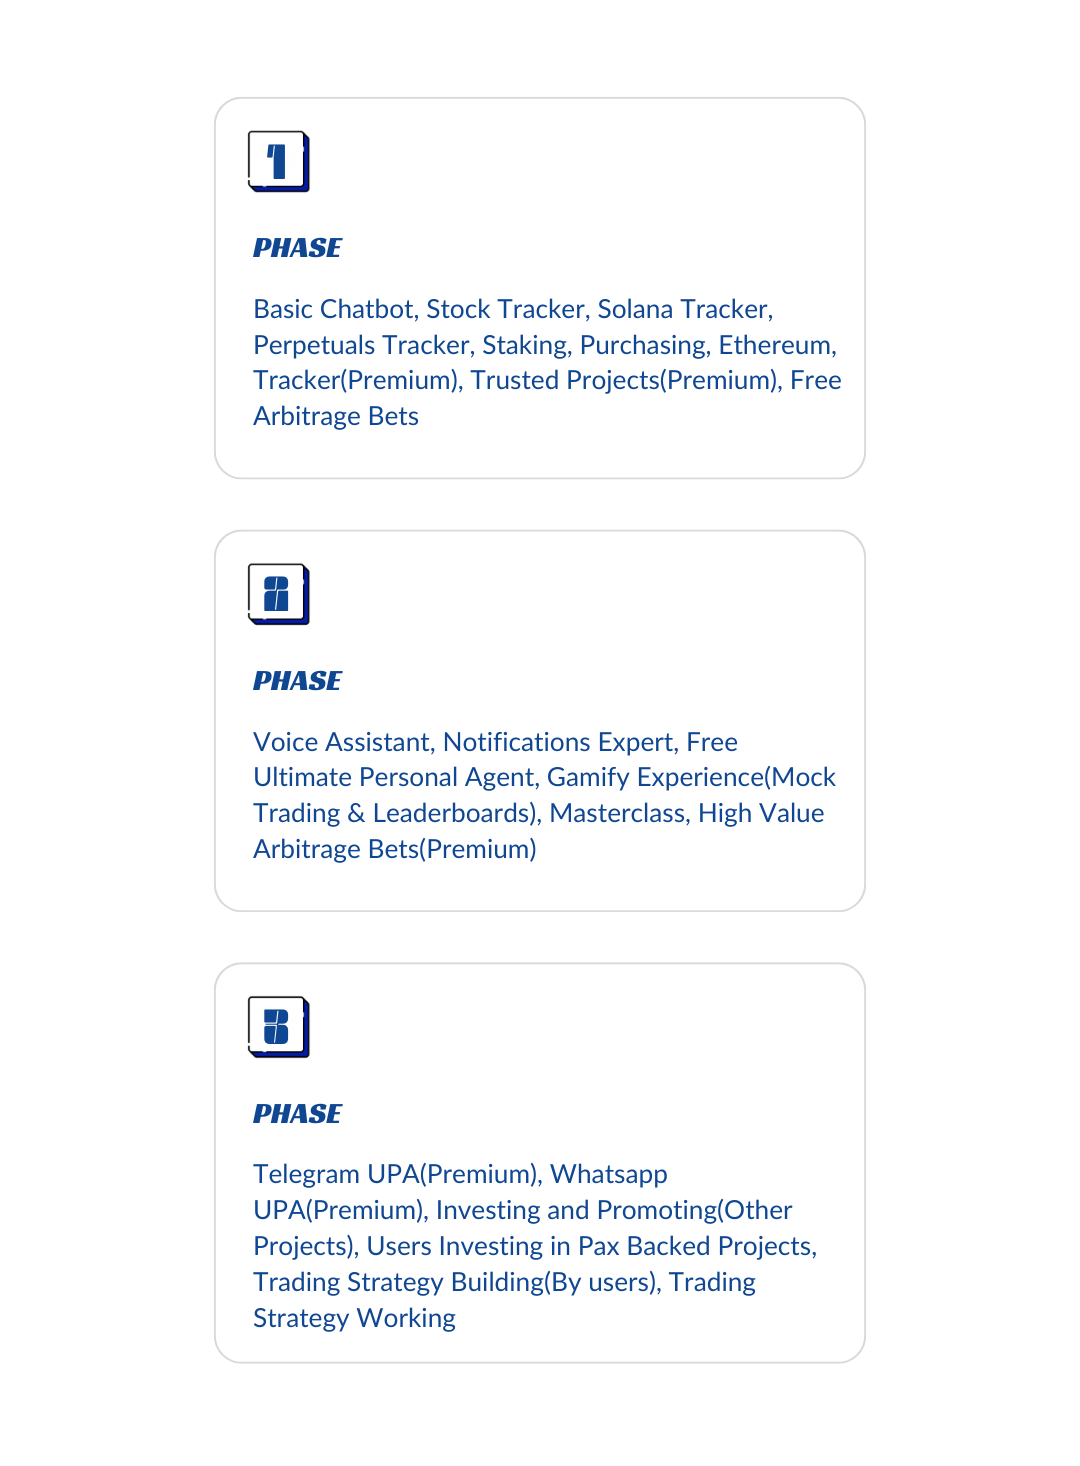 1
PHASE
Basic Chatbot, Stock Tracker, Solana Tracker,
Perpetuals Tracker, Staking, Purchasing, Ethereum,
Tracker(Premium), Trusted Projects(Premium), Free
Arbitrage Bets
2
PHASE
Voice Assistant, Notifications Expert, Free
Ultimate Personal Agent, Gamify Experience(Mock
Trading & Leaderboards), Masterclass, High Value
Arbitrage Bets(Premium)
3
PHASE
Telegram UPA(Premium), Whatsapp
UPA(Premium), Investing and Promoting(Other
Projects), Users Investing in Pax Backed Projects,
Trading Strategy Building(By users), Trading
Strategy Working